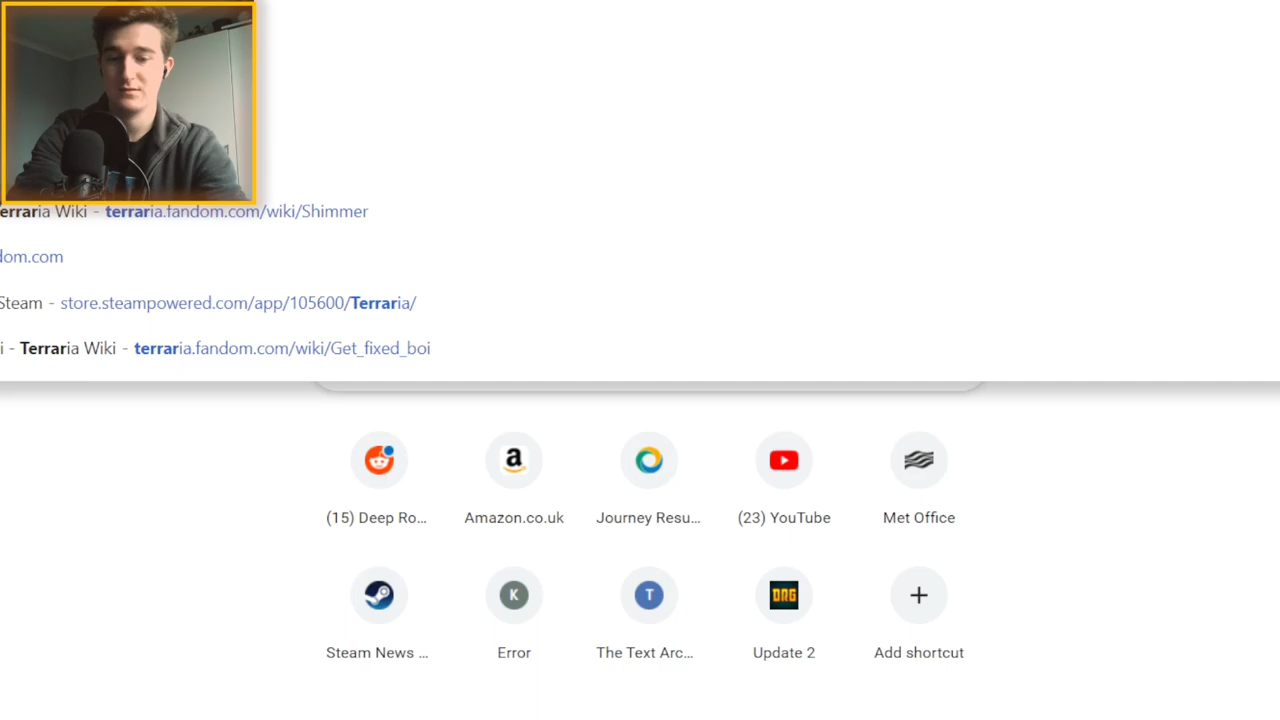 erraria Wiki - terraria.fandom.com/wiki/Shimmer
dom.com
Steam - store.steampowered.com/app/105600/Terraria/
i - Terraria Wiki - terraria.fandom.com/wiki/Get_fixed_boi
a
(15) Deep Ro... Amazon.co.uk Journey Resu... (23) YouTube Met Office
K T DRG
Steam News ... Error The Text Arc... Update 2 Add shortcut